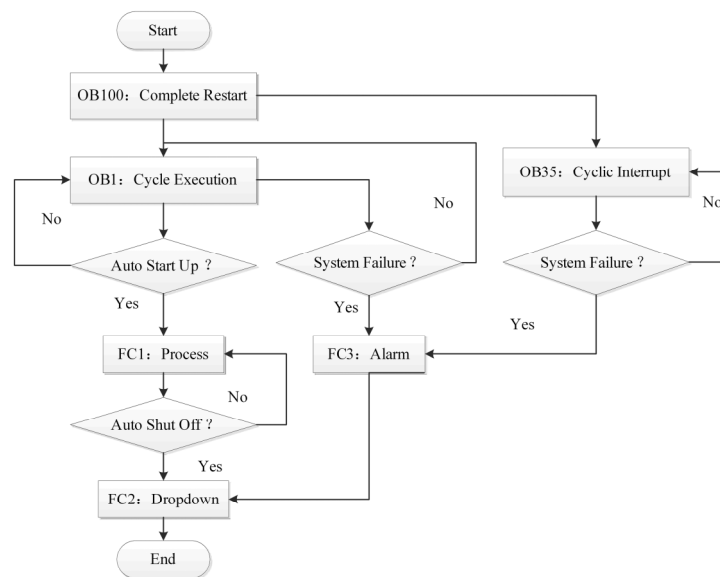 Start
OB100：Complete Restart
OB1：Cycle Execution
OB35：Cyclic Interrupt
No
No
No
Auto Start Up ？
System Failure ？
System Failure ？
Yes
Yes
Yes
FC1：Process
FC3：Alarm
No
Auto Shut Off ？
Yes
FC2：Dropdown
End